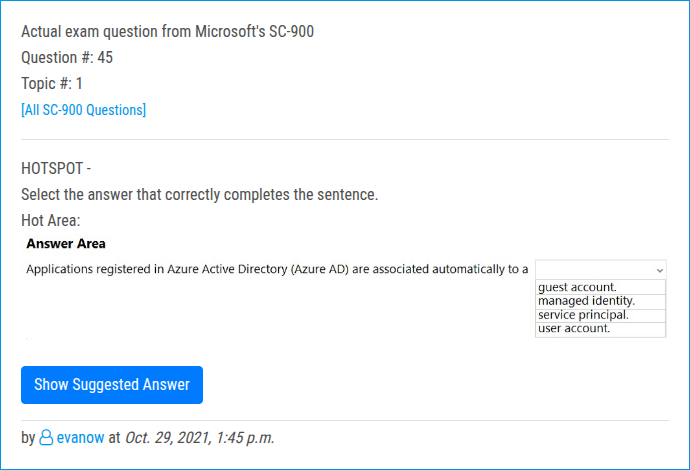 Actual exam question from Microsoft's SC-900
Question #: 45
Topic #: 1
[All SC-900 Questions]
HOTSPOT -
Select the answer that correctly completes the sentence.
Hot Area:
Answer Area
Applications registered in Azure Active Directory (Azure AD) are associated automatically to a
guest account.
managed identity.
service principal.
user account.
Show Suggested Answer
by evanow at Oct. 29, 2021, 1:45 p.m.